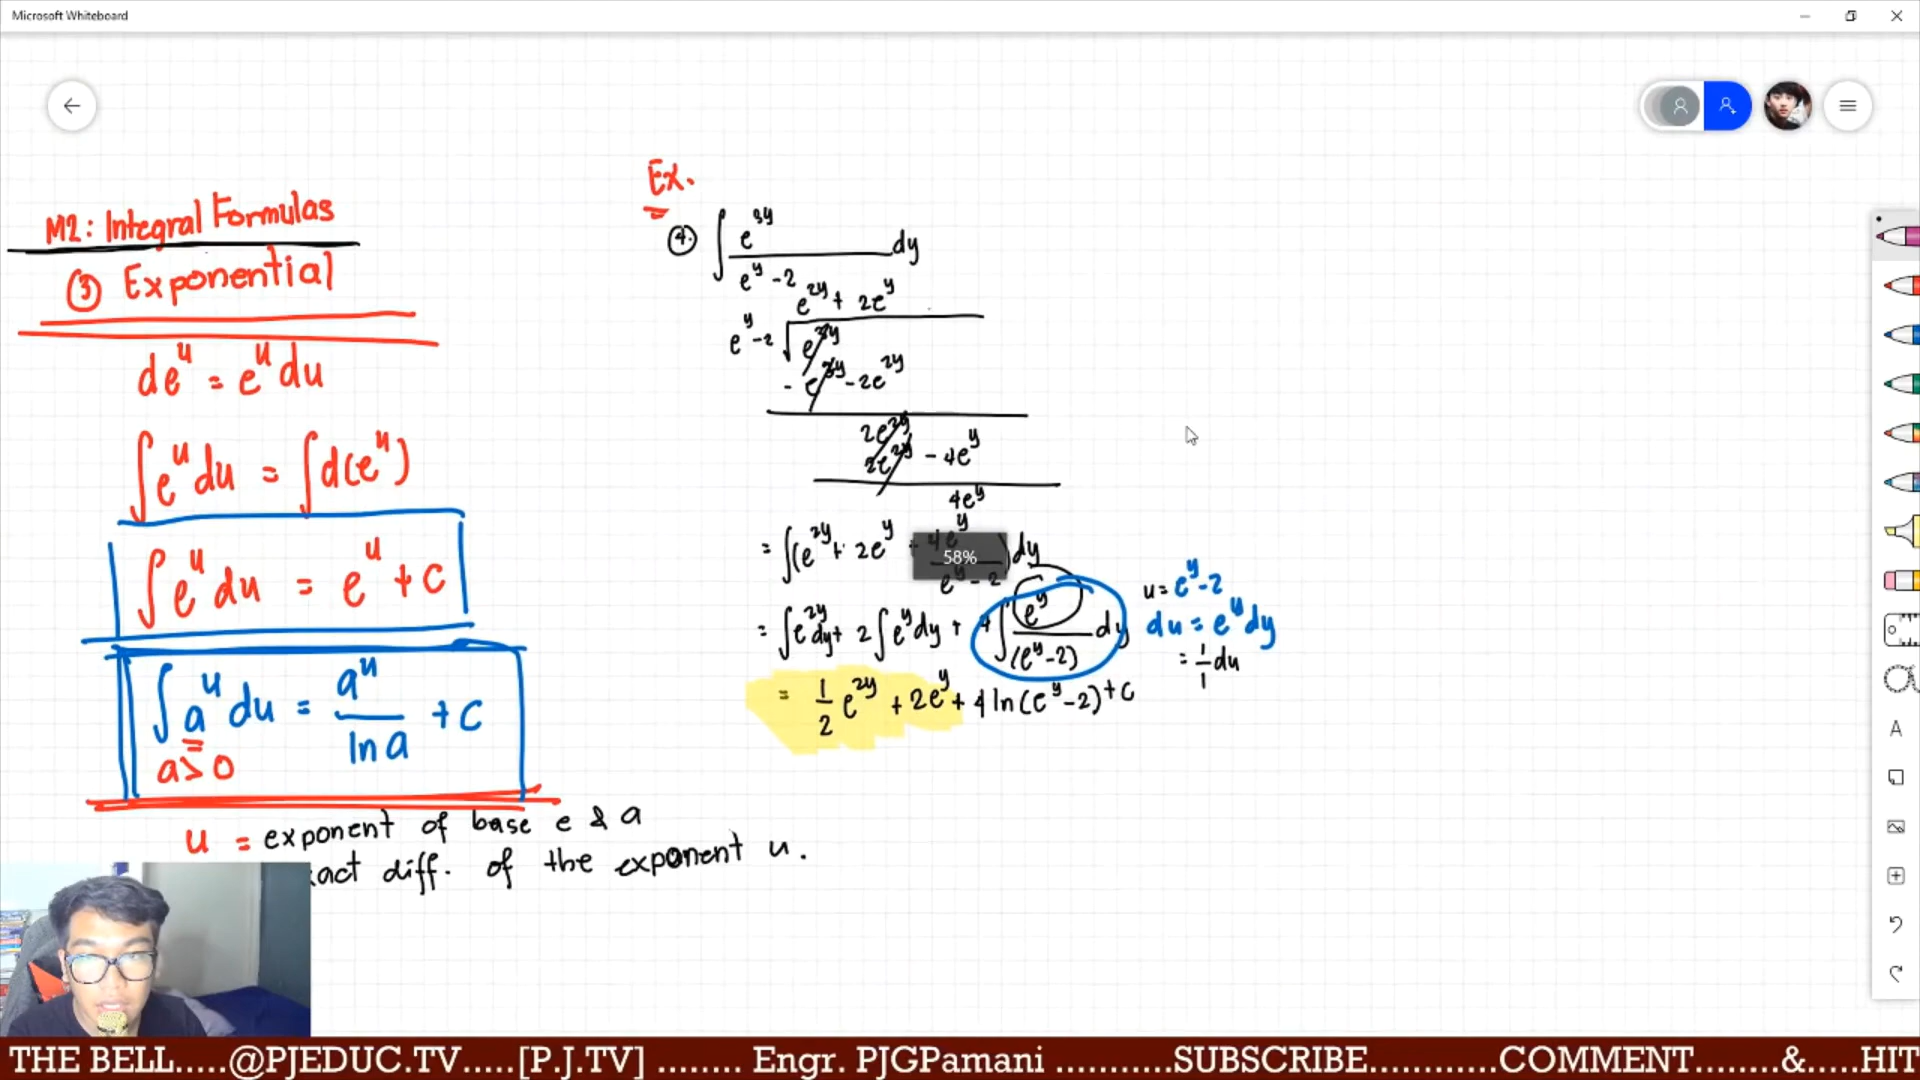 Microsoft Whiteboard
M2: Integral Formulas
③ Exponential
de^u = e^u du
∫e^u du = ∫d(e^u)
∫e^u du = e^u + c
∫a^u du = a^u / ln a + c
a > 0
u = exponent of base e & a
xact diff. of the exponent u.
Ex.
④ ∫ e^3y / (e^y - 2) dy
e^2y + 2e^y
e^y - 2 √ e^3y
- e^3y - 2e^2y
2e^2y
2e^2y - 4e^y
4e^y
= ∫(e^2y + 2e^y + 4e^y / (e^y - 2)) dy
58%
= ∫e^2y dy + 2∫e^y dy + 4∫ e^y / (e^y - 2) dy
u = e^y - 2
du = e^y dy
= 1/1 du
= 1/2 e^2y + 2e^y + 4 ln(e^y - 2) + c
A
THE BELL.....@PJEDUC.TV.....[P.J.TV] ........ Engr. PJGPamani ...........SUBSCRIBE............COMMENT........&.....HIT